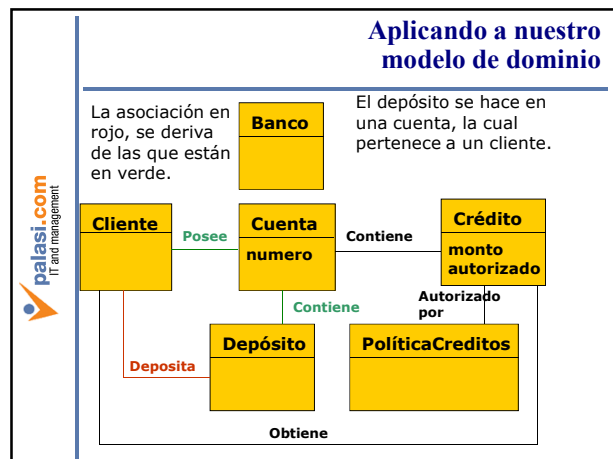 Aplicando a nuestro
modelo de dominio
La asociación en
rojo, se deriva
de las que están
en verde.
El depósito se hace en
una cuenta, la cual
pertenece a un cliente.
Banco
Cliente
Posee
Cuenta
numero
Contiene
Crédito
monto
autorizado
Contiene
Autorizado
por
Depósito
PolíticaCreditos
Deposita
Obtiene
palasi.com
IT and management